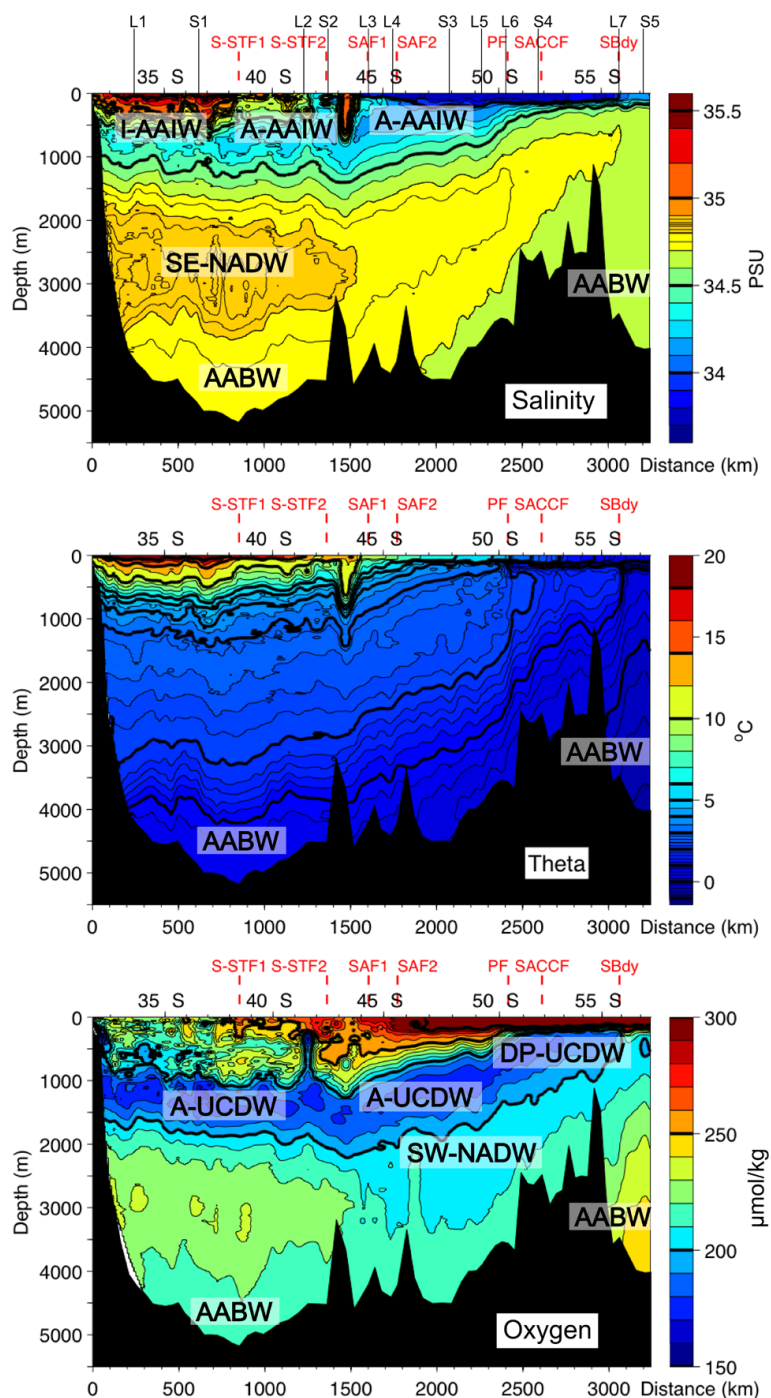 L1 S1 L2 S2 L3 L4 S3 L5 L6 S4 L7 S5
S-STF1 S-STF2 SAF1 SAF2 PF SACCF SBdy
35 S 40 S 45 S 50 S 55 S
0
1000
2000
3000
4000
5000
Depth (m)
I-AAIW A-AAIW A-AAIW
SE-NADW
AABW
AABW
Salinity
35.5
35
34.5
34
PSU
0 500 1000 1500 2000 2500 3000 Distance (km)
S-STF1 S-STF2 SAF1 SAF2 PF SACCF SBdy
35 S 40 S 45 S 50 S 55 S
0
1000
2000
3000
4000
5000
Depth (m)
AABW
AABW
Theta
20
15
10
5
0
ºC
0 500 1000 1500 2000 2500 3000 Distance (km)
S-STF1 S-STF2 SAF1 SAF2 PF SACCF SBdy
35 S 40 S 45 S 50 S 55 S
0
1000
2000
3000
4000
5000
Depth (m)
DP-UCDW
A-UCDW A-UCDW
SW-NADW
AABW
AABW
Oxygen
300
250
200
150
µmol/kg
0 500 1000 1500 2000 2500 3000 Distance (km)